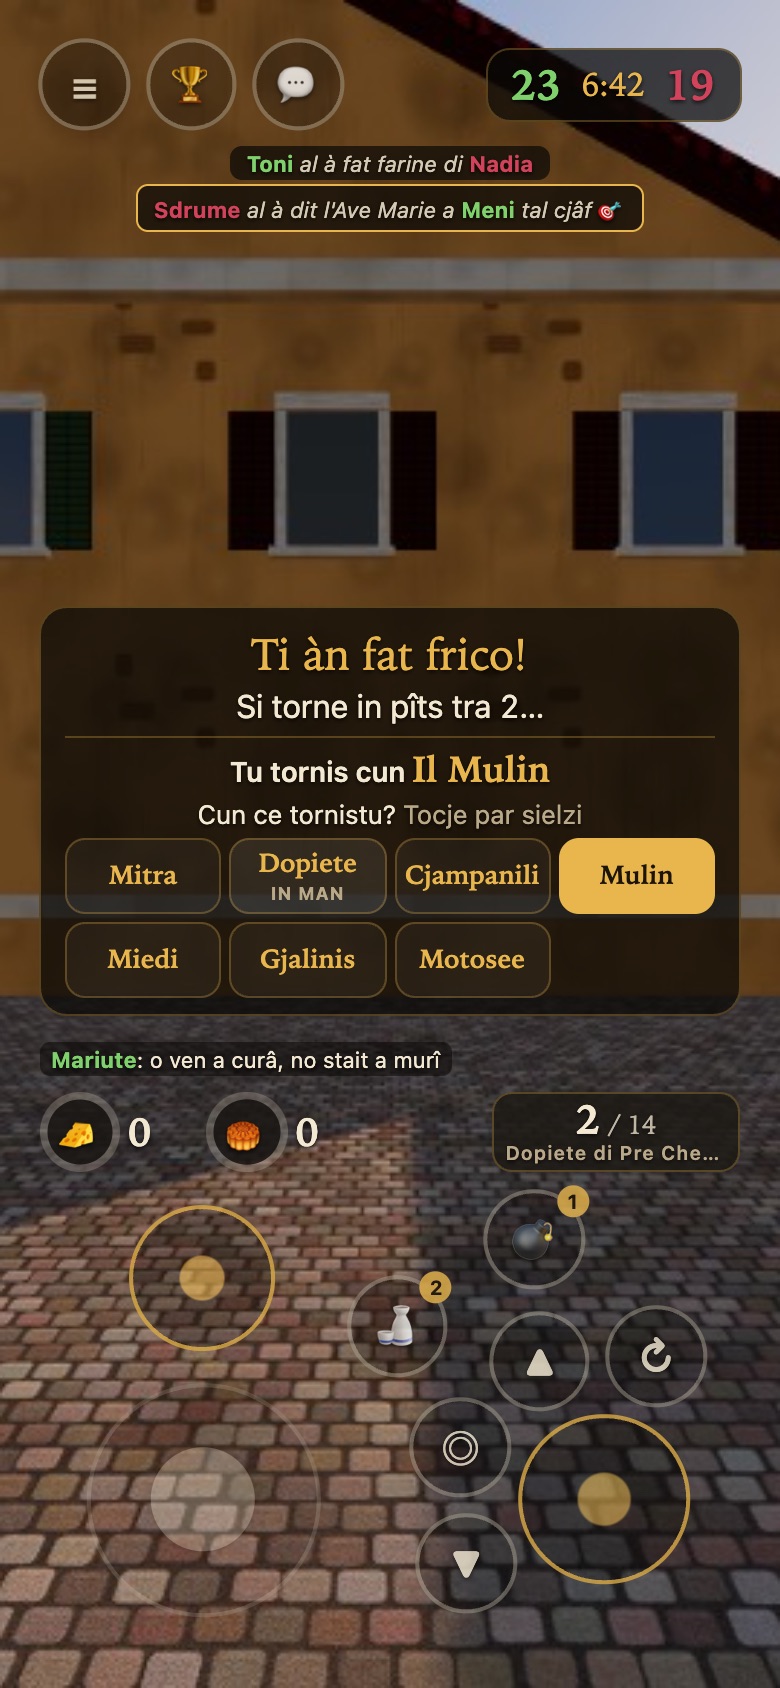 23 6:42 19
Toni al à fat farine di Nadia
Sdrume al à dit l'Ave Marie a Meni tal cjâf
Ti àn fat frico!
Si torne in pîts tra 2...
Tu tornis cun Il Mulin
Cun ce tornistu? Tocje par sielzi
Mitra
Dopiete
IN MAN
Cjampanili
Mulin
Miedi
Gjalinis
Motosee
Mariute: o ven a curâ, no stait a murî
0
0
2 / 14
Dopiete di Pre Che...
1
2